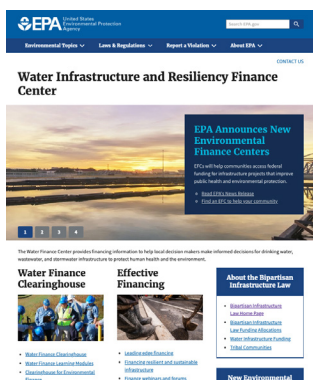 EPA United States
Environmental Protection
Agency
Search EPA.gov
Environmental Topics
Laws & Regulations
Report a Violation
About EPA
CONTACT US
Water Infrastructure and Resiliency Finance
Center
EPA Announces New
Environmental
Finance Centers
EFCs will help communities access federal
funding for infrastructure projects that improve
public health and environmental protection.
Read EPA's News Release
Find an EFC to help your community
1 2 3 4
The Water Finance Center provides financing information to help local decision makers make informed decisions for drinking water,
wastewater, and stormwater infrastructure to protect human health and the environment.
Water Finance
Clearinghouse
Water Finance Clearinghouse
Water Finance Learning Modules
Clearinghouse for Environmental
Finance
Effective
Financing
Leading edge financing
Financing resilient and sustainable
infrastructure
Finance webinars and forums
About the Bipartisan
Infrastructure Law
Bipartisan Infrastructure
Law Home Page
Bipartisan Infrastructure
Law Funding Allocations
Water Infrastructure Funding
Tribal Communities
New Environmental